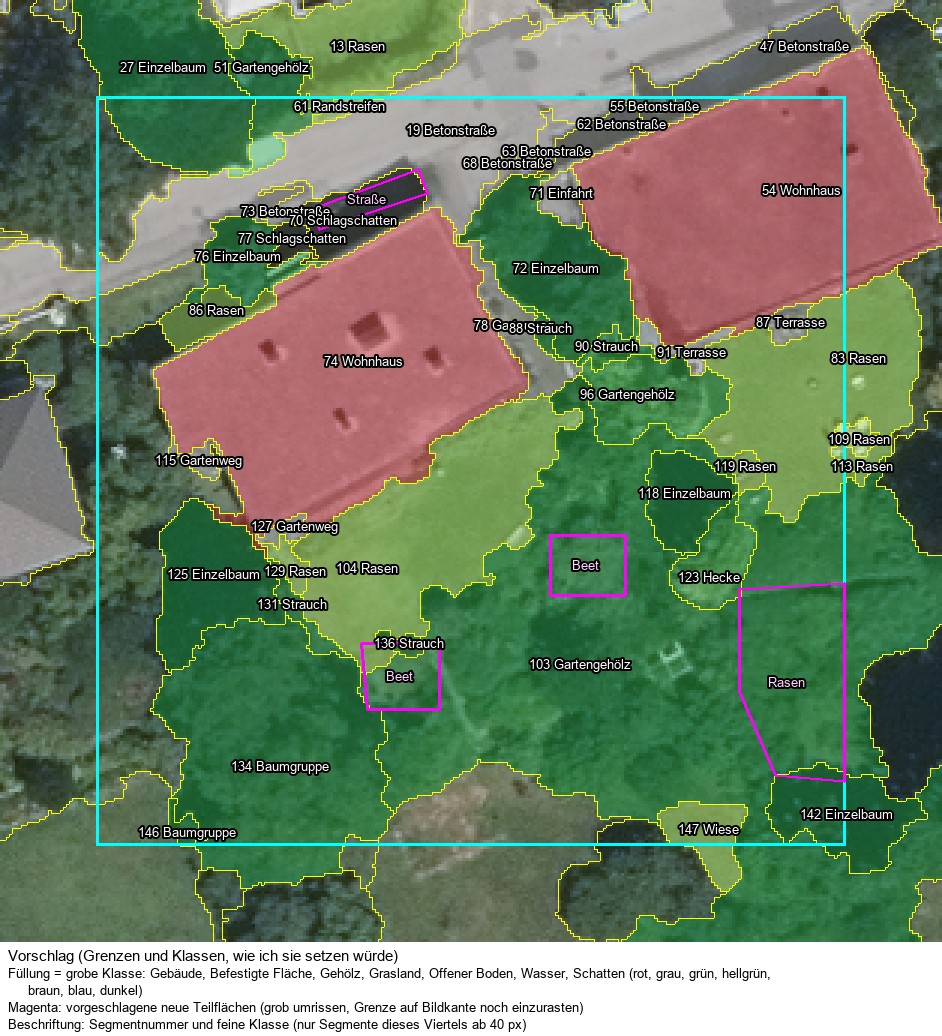 13 Rasen
47 Betonstraße
27 Einzelbaum
51 Gartengehölz
61 Randstreifen
55 Betonstraße
62 Betonstraße
19 Betonstraße
63 Betonstraße
68 Betonstraße
71 Einfahrt
54 Wohnhaus
Straße
73 Betonstraße
70 Schlagschatten
77 Schlagschatten
76 Einzelbaum
72 Einzelbaum
86 Rasen
78
88 Strauch
87 Terrasse
90 Strauch
91 Terrasse
74 Wohnhaus
83 Rasen
96 Gartengehölz
109 Rasen
115 Gartenweg
119 Rasen
113 Rasen
118 Einzelbaum
127 Gartenweg
Beet
129 Rasen
104 Rasen
125 Einzelbaum
123 Hecke
131 Strauch
136 Strauch
103 Gartengehölz
Beet
Rasen
134 Baumgruppe
142 Einzelbaum
146 Baumgruppe
147 Wiese
Vorschlag (Grenzen und Klassen, wie ich sie setzen würde)
Füllung = grobe Klasse: Gebäude, Befestigte Fläche, Gehölz, Grasland, Offener Boden, Wasser, Schatten (rot, grau, grün, hellgrün,
braun, blau, dunkel)
Magenta: vorgeschlagene neue Teilflächen (grob umrissen, Grenze auf Bildkante noch einzurasten)
Beschriftung: Segmentnummer und feine Klasse (nur Segmente dieses Viertels ab 40 px)